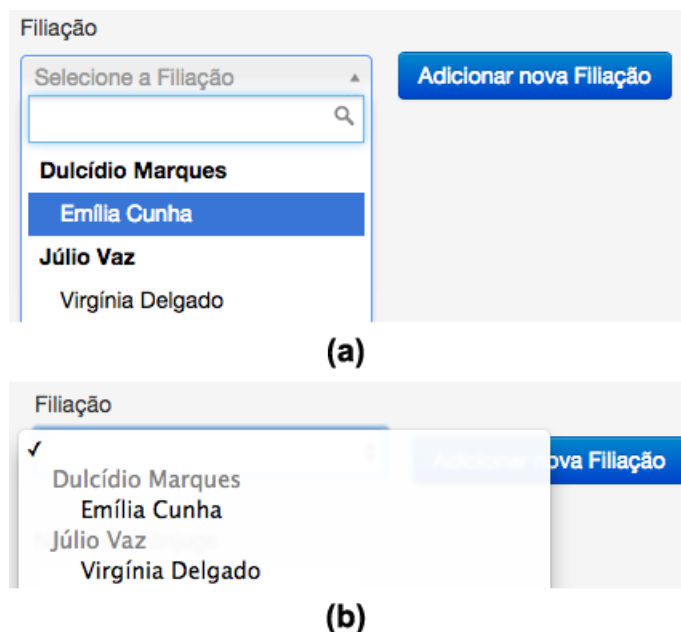 Filiação
Selecione a Filiação
Adicionar nova Filiação
Dulcídio Marques
Emília Cunha
Júlio Vaz
Virgínia Delgado
(a)
Filiação
✓
Adicionar nova Filiação
Dulcídio Marques
Emília Cunha
Júlio Vaz
Virgínia Delgado
(b)